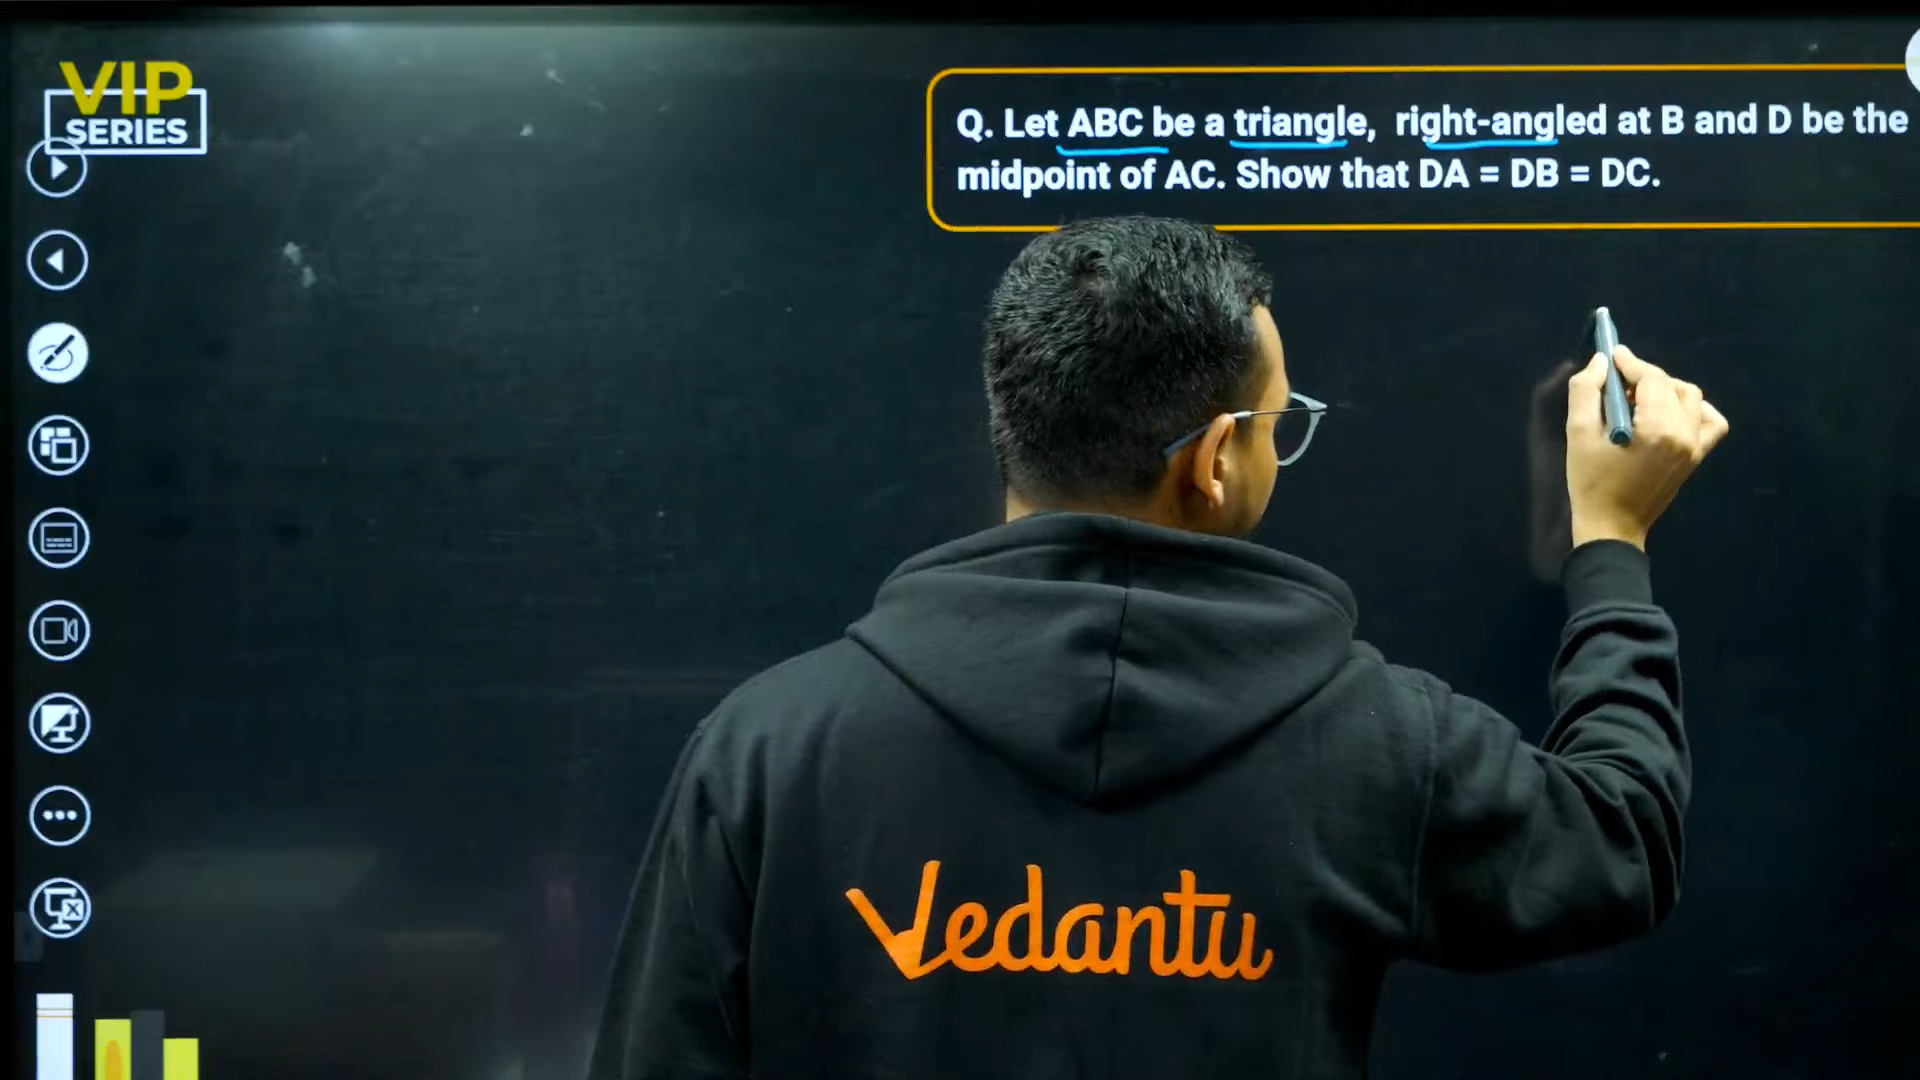 VIP
SERIES
Q. Let ABC be a triangle, right-angled at B and D be the
midpoint of AC. Show that DA = DB = DC.
Vedantu